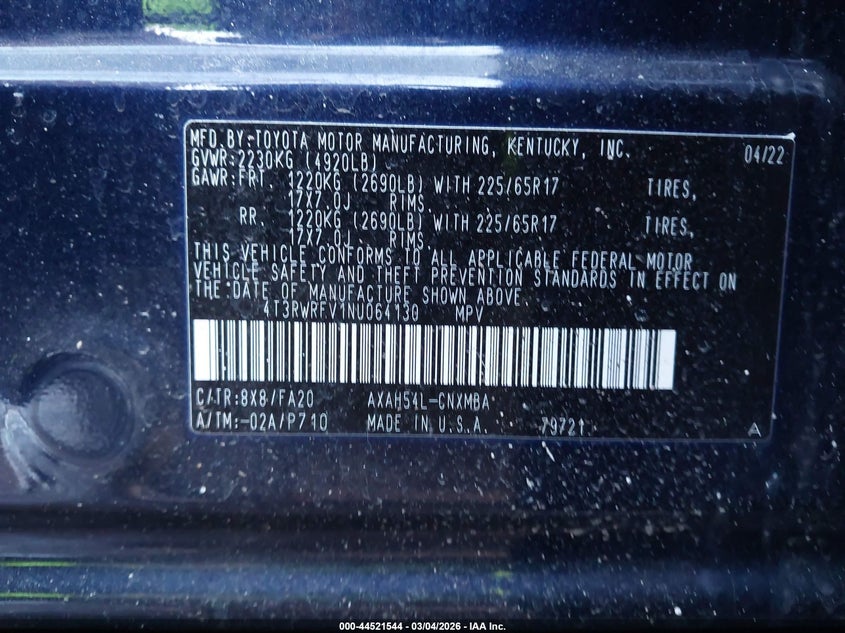 MFD.BY:TOYOTA MOTOR MANUFACTURING, KENTUCKY, INC. 04/22
GVWR:2230KG (4920LB)
GAWR:FRT. 1220KG (2690LB) WITH 225/65R17 TIRES,
17X7.0J RIMS.
RR. 1220KG (2690LB) WITH 225/65R17 TIRES,
17X7.0J RIMS.
THIS VEHICLE CONFORMS TO ALL APPLICABLE FEDERAL MOTOR
VEHICLE SAFETY AND THEFT PREVENTION STANDARDS IN EFFECT ON
THE DATE OF MANUFACTURE SHOWN ABOVE.
4T3RWRFV1NU064130 MPV
C/TR:8X8/FA20 AXAH54L-CNXMBA
A/TM:-02A/P710 MADE IN U.S.A. 79721 A
000-44521544 - 03/04/2026 - IAA Inc.